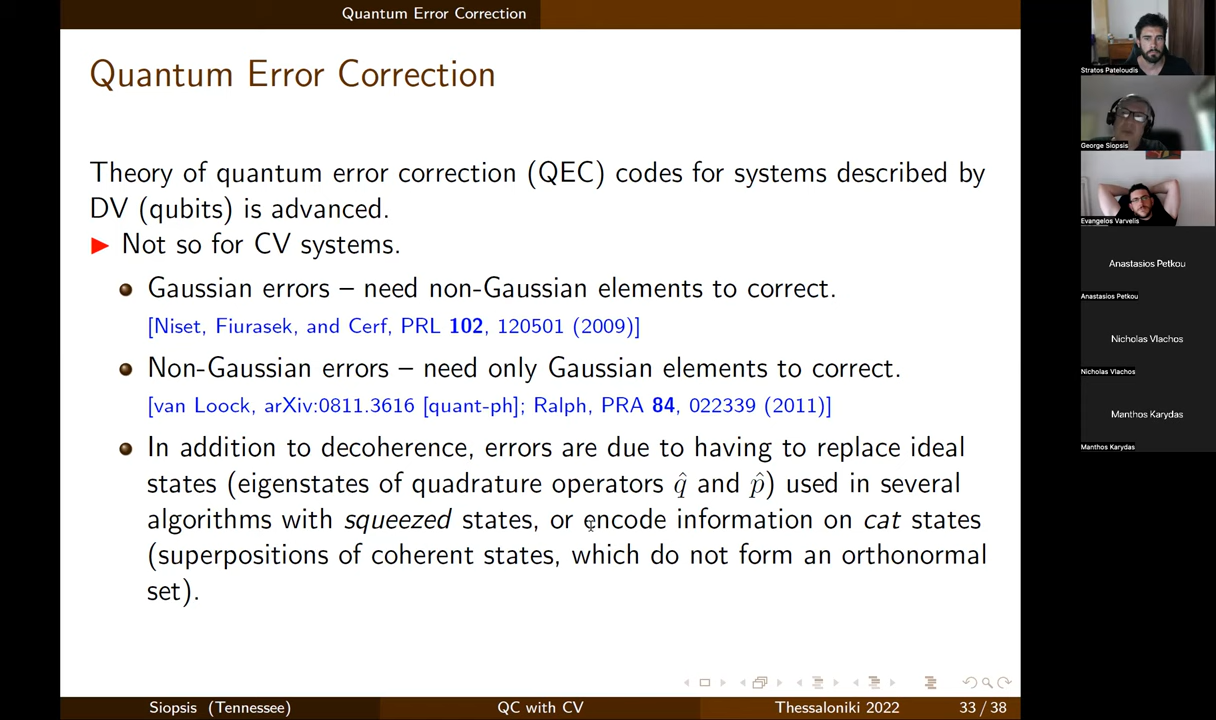 Quantum Error Correction
Quantum Error Correction
Theory of quantum error correction (QEC) codes for systems described by
DV (qubits) is advanced.
Not so for CV systems.
Gaussian errors – need non-Gaussian elements to correct.
[Niset, Fiurasek, and Cerf, PRL 102, 120501 (2009)]
Non-Gaussian errors – need only Gaussian elements to correct.
[van Loock, arXiv:0811.3616 [quant-ph]; Ralph, PRA 84, 022339 (2011)]
In addition to decoherence, errors are due to having to replace ideal
states (eigenstates of quadrature operators q̂ and p̂) used in several
algorithms with squeezed states, or encode information on cat states
(superpositions of coherent states, which do not form an orthonormal
set).
Siopsis (Tennessee) QC with CV Thessaloniki 2022 33 / 38
Stratos Pateloudis
George Siopsis
Evangelos Varvelis
Anastasios Petkou
Anastasios Petkou
Nicholas Vlachos
Nicholas Vlachos
Manthos Karydas
Manthos Karydas